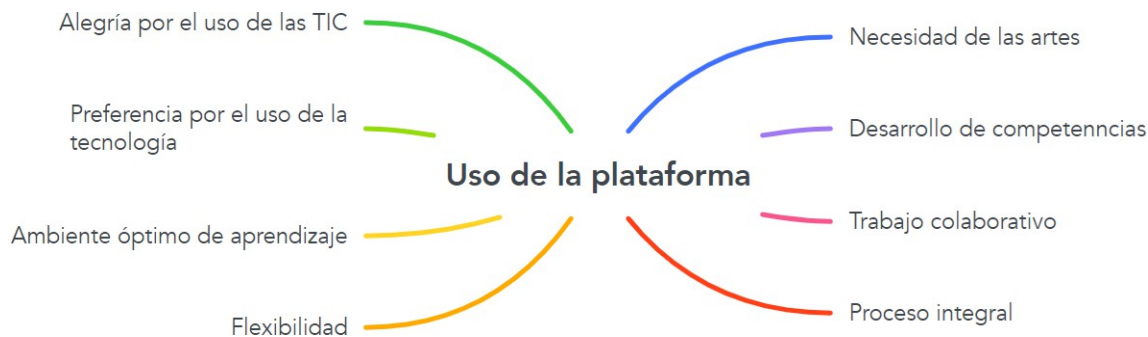 Alegría por el uso de las TIC
Preferencia por el uso de la
tecnología
Ambiente óptimo de aprendizaje
Flexibilidad
Uso de la plataforma
Necesidad de las artes
Desarrollo de competenncias
Trabajo colaborativo
Proceso integral